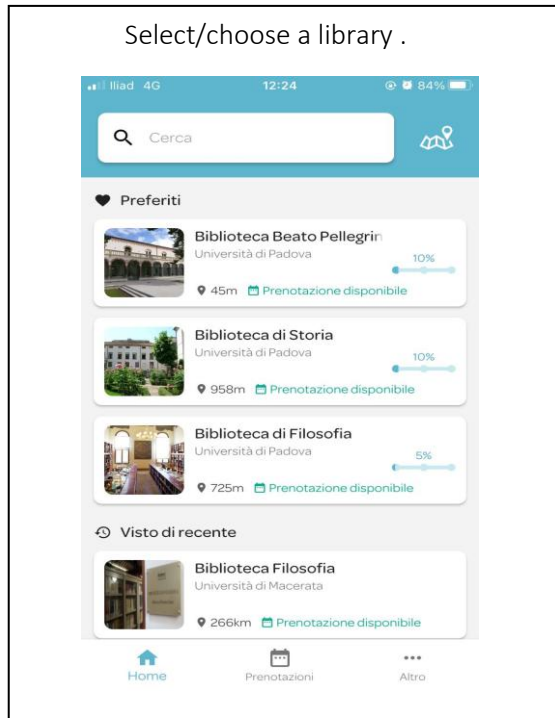 Select/choose a library .
Iliad 4G 12:24 84%
Cerca
Preferiti
Biblioteca Beato Pellegrin
Università di Padova
10%
45m Prenotazione disponibile
Biblioteca di Storia
Università di Padova
10%
958m Prenotazione disponibile
Biblioteca di Filosofia
Università di Padova
5%
725m Prenotazione disponibile
Visto di recente
Biblioteca Filosofia
Università di Macerata
266km Prenotazione disponibile
Home Prenotazioni Altro